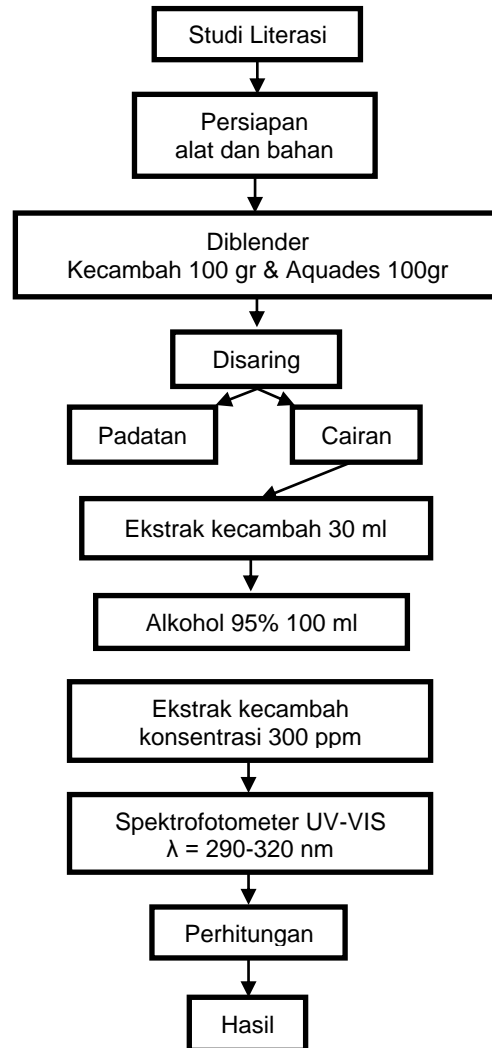 Studi Literasi
Persiapan
alat dan bahan
Diblender
Kecambah 100 gr & Aquades 100gr
Disaring
Padatan
Cairan
Ekstrak kecambah 30 ml
Alkohol 95% 100 ml
Ekstrak kecambah
konsentrasi 300 ppm
Spektrofotometer UV-VIS
λ = 290-320 nm
Perhitungan
Hasil